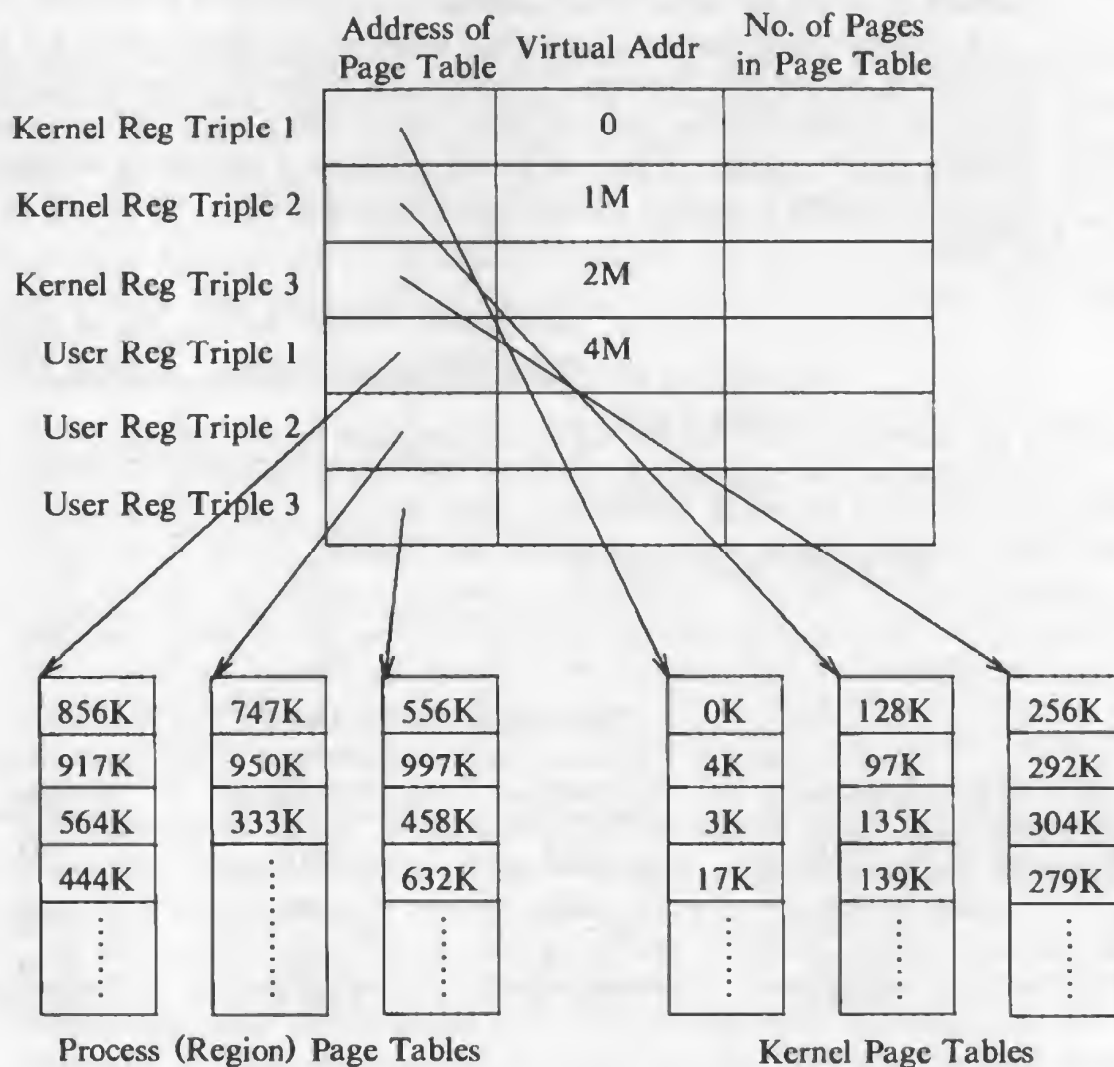 Address of
Page Table
Virtual Addr
No. of Pages
in Page Table
Kernel Reg Triple 1
0
Kernel Reg Triple 2
1M
Kernel Reg Triple 3
2M
User Reg Triple 1
4M
User Reg Triple 2
User Reg Triple 3
856K 747K 556K 0K 128K 256K
917K 950K 997K 4K 97K 292K
564K 333K 458K 3K 135K 304K
444K 632K 17K 139K 279K
Process (Region) Page Tables
Kernel Page Tables